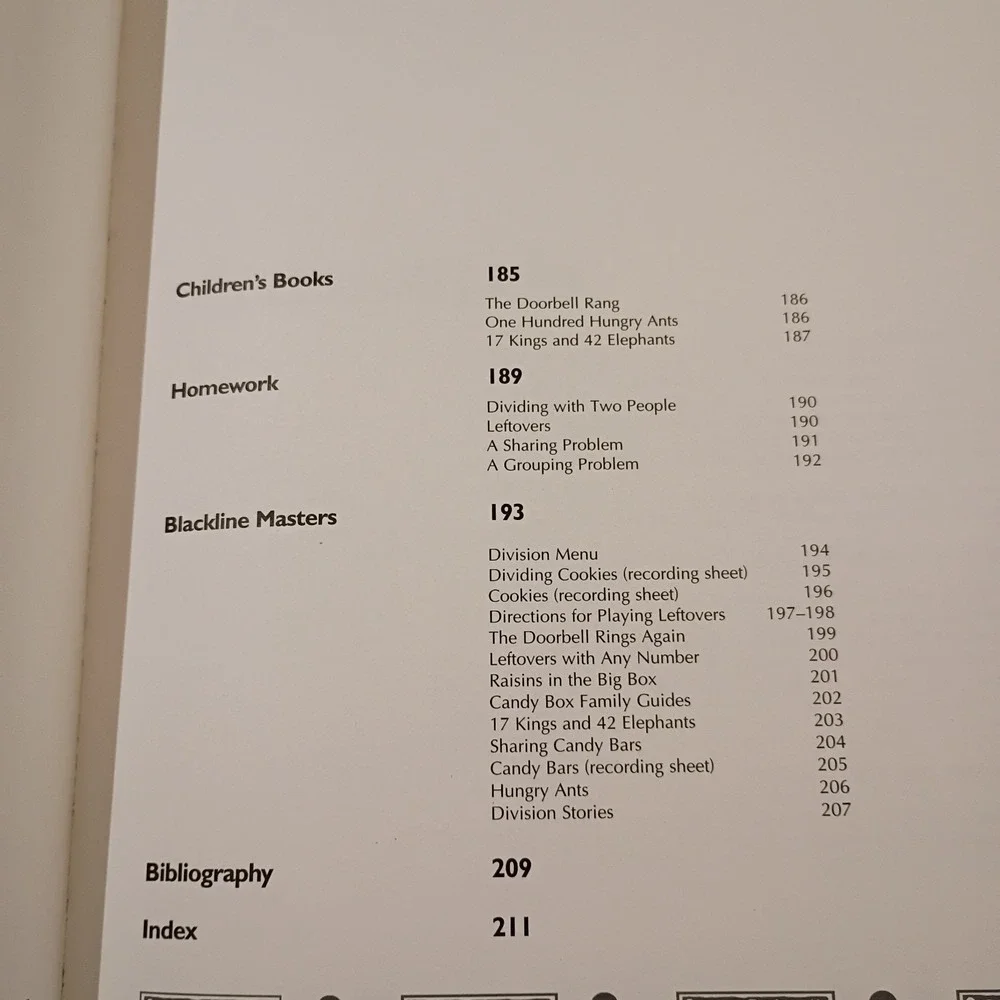 Children's Books 185
The Doorbell Rang 186
One Hundred Hungry Ants 186
17 Kings and 42 Elephants 187
Homework 189
Dividing with Two People 190
Leftovers 190
A Sharing Problem 191
A Grouping Problem 192
Blackline Masters 193
Division Menu 194
Dividing Cookies (recording sheet) 195
Cookies (recording sheet) 196
Directions for Playing Leftovers 197–198
The Doorbell Rings Again 199
Leftovers with Any Number 200
Raisins in the Big Box 201
Candy Box Family Guides 202
17 Kings and 42 Elephants 203
Sharing Candy Bars 204
Candy Bars (recording sheet) 205
Hungry Ants 206
Division Stories 207
Bibliography 209
Index 211